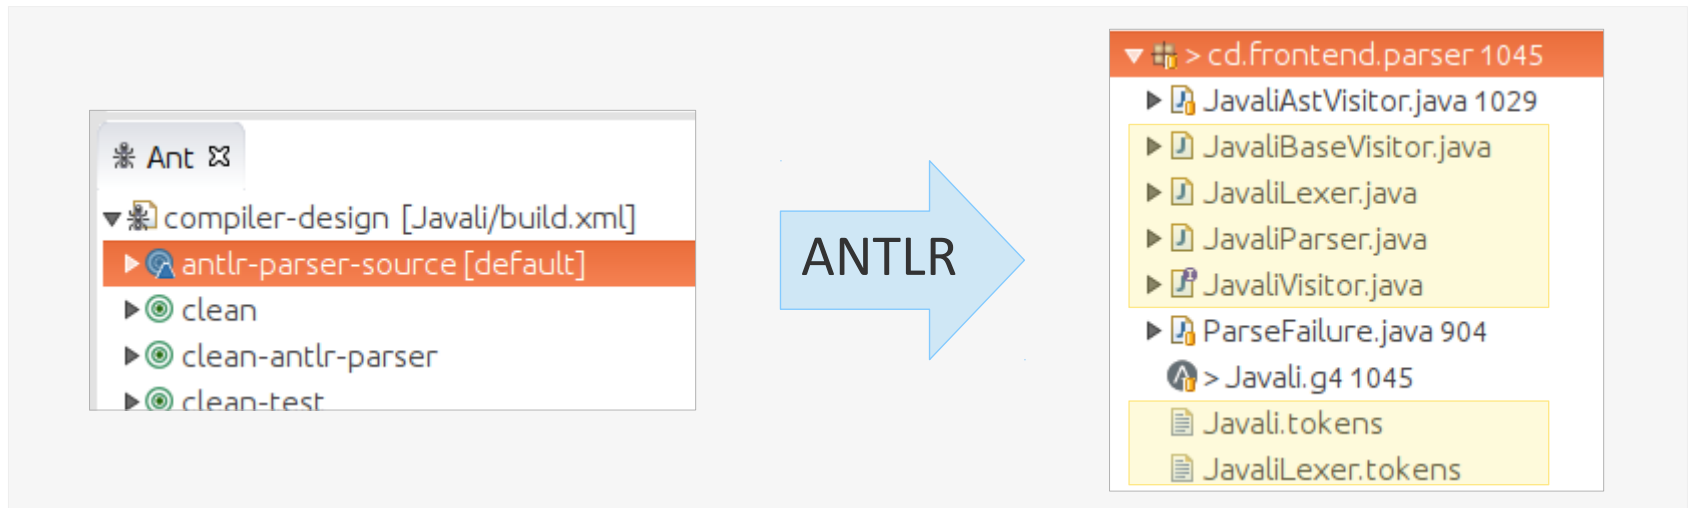 Ant
compiler-design [Javali/build.xml]
antlr-parser-source [default]
clean
clean-antlr-parser
clean-test
ANTLR
> cd.frontend.parser 1045
JavaliAstVisitor.java 1029
JavaliBaseVisitor.java
JavaliLexer.java
JavaliParser.java
JavaliVisitor.java
ParseFailure.java 904
> Javali.g4 1045
Javali.tokens
JavaliLexer.tokens